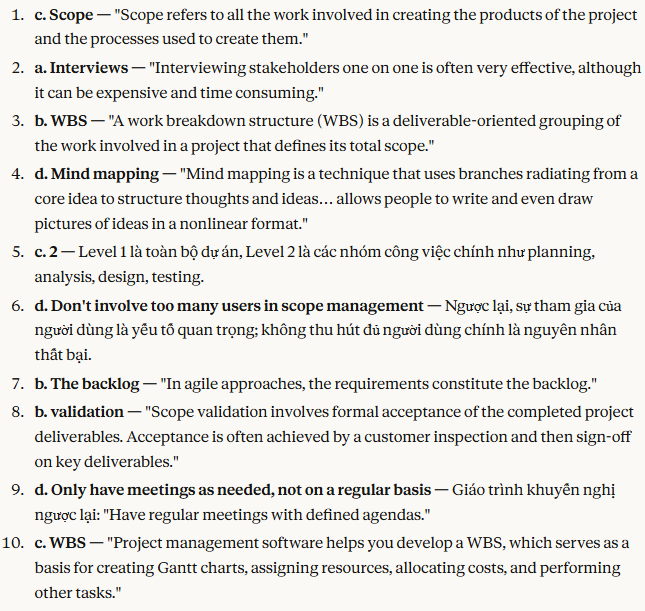 1. c. Scope — "Scope refers to all the work involved in creating the products of the project
and the processes used to create them."
2. a. Interviews — "Interviewing stakeholders one on one is often very effective, although
it can be expensive and time consuming."
3. b. WBS — "A work breakdown structure (WBS) is a deliverable-oriented grouping of
the work involved in a project that defines its total scope."
4. d. Mind mapping — "Mind mapping is a technique that uses branches radiating from a
core idea to structure thoughts and ideas… allows people to write and even draw
pictures of ideas in a nonlinear format."
5. c. 2 — Level 1 là toàn bộ dự án, Level 2 là các nhóm công việc chính như planning,
analysis, design, testing.
6. d. Don't involve too many users in scope management — Ngược lại, sự tham gia của
người dùng là yếu tố quan trọng; không thu hút đủ người dùng chính là nguyên nhân
thất bại.
7. b. The backlog — "In agile approaches, the requirements constitute the backlog."
8. b. validation — "Scope validation involves formal acceptance of the completed project
deliverables. Acceptance is often achieved by a customer inspection and then sign-off
on key deliverables."
9. d. Only have meetings as needed, not on a regular basis — Giáo trình khuyến nghị
ngược lại: "Have regular meetings with defined agendas."
10. c. WBS — "Project management software helps you develop a WBS, which serves as a
basis for creating Gantt charts, assigning resources, allocating costs, and performing
other tasks."